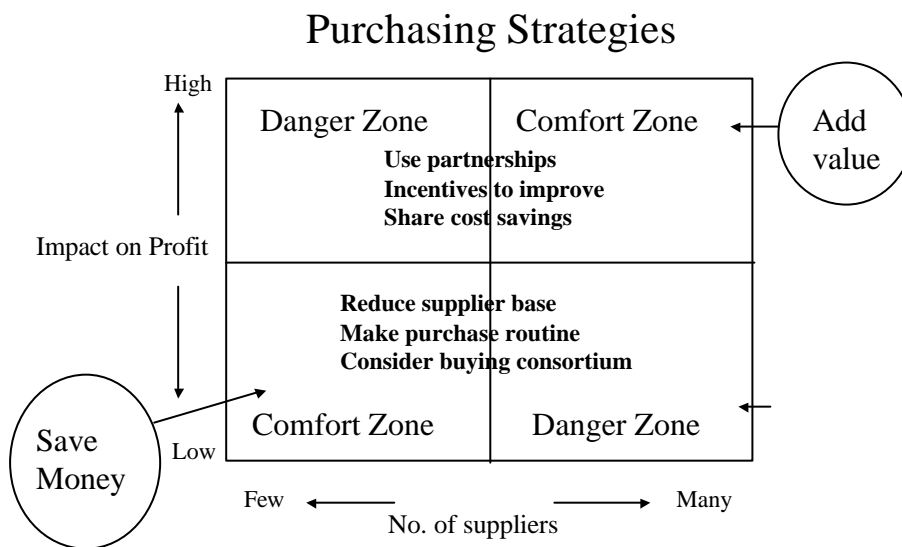 Purchasing Strategies
High
Danger Zone
Comfort Zone
Add
value
Use partnerships
Incentives to improve
Share cost savings
Impact on Profit
Reduce supplier base
Make purchase routine
Consider buying consortium
Comfort Zone
Danger Zone
Save
Money
Low
Few
Many
No. of suppliers